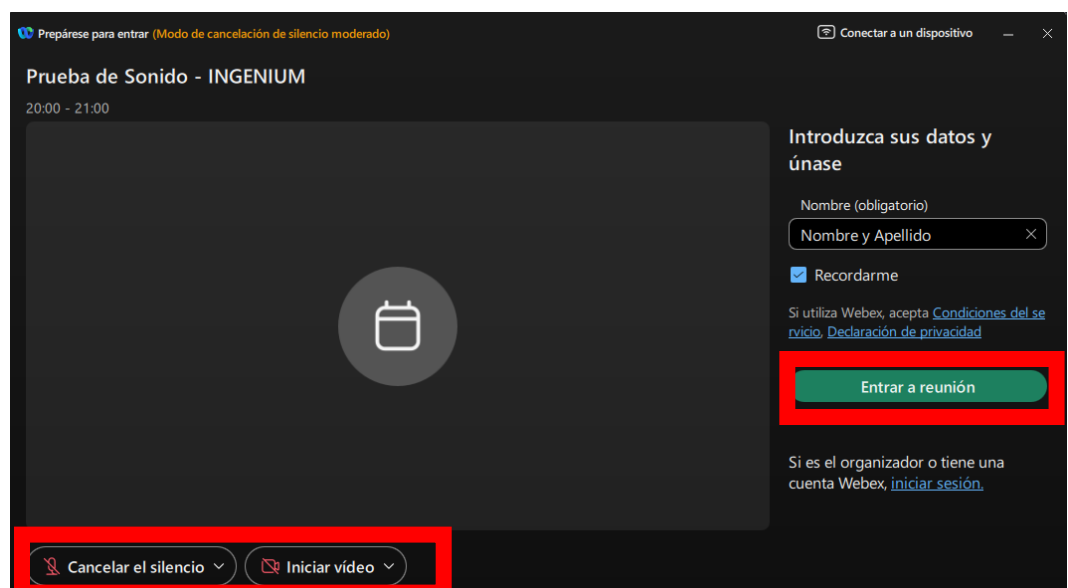 Prepárese para entrar (Modo de cancelación de silencio moderado)
Conectar a un dispositivo
Prueba de Sonido - INGENIUM
20:00 - 21:00
Introduzca sus datos y
únase
Nombre (obligatorio)
Nombre y Apellido
Recordarme
Si utiliza Webex, acepta Condiciones del se
rvicio, Declaración de privacidad
Entrar a reunión
Si es el organizador o tiene una
cuenta Webex, iniciar sesión.
Cancelar el silencio
Iniciar vídeo